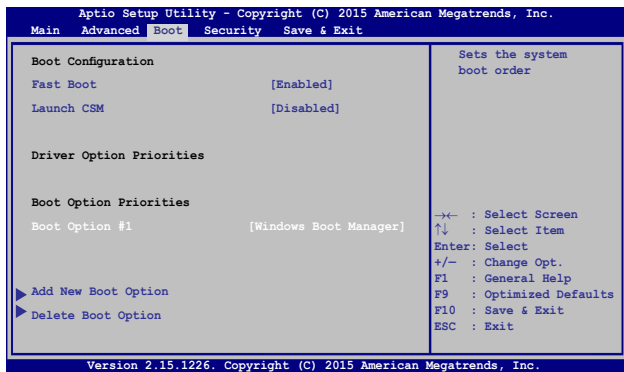 Aptio Setup Utility - Copyright (C) 2015 American Megatrends, Inc.
Main Advanced Boot Security Save & Exit
Boot Configuration
Fast Boot [Enabled]
Launch CSM [Disabled]
Driver Option Priorities
Boot Option Priorities
Boot Option #1 [Windows Boot Manager]
Add New Boot Option
Delete Boot Option
Sets the system
boot order
→← : Select Screen
↑↓ : Select Item
Enter: Select
+/— : Change Opt.
F1 : General Help
F9 : Optimized Defaults
F10 : Save & Exit
ESC : Exit
Version 2.15.1226. Copyright (C) 2015 American Megatrends, Inc.